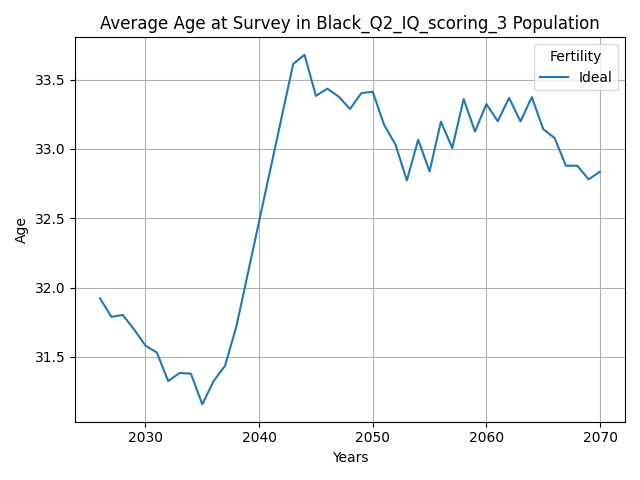 Average Age at Survey in Black_Q2_IQ_scoring_3 Population
Fertility
Ideal
33.5
33.0
32.5
32.0
31.5
Age
2030 2040 2050 2060 2070
Years